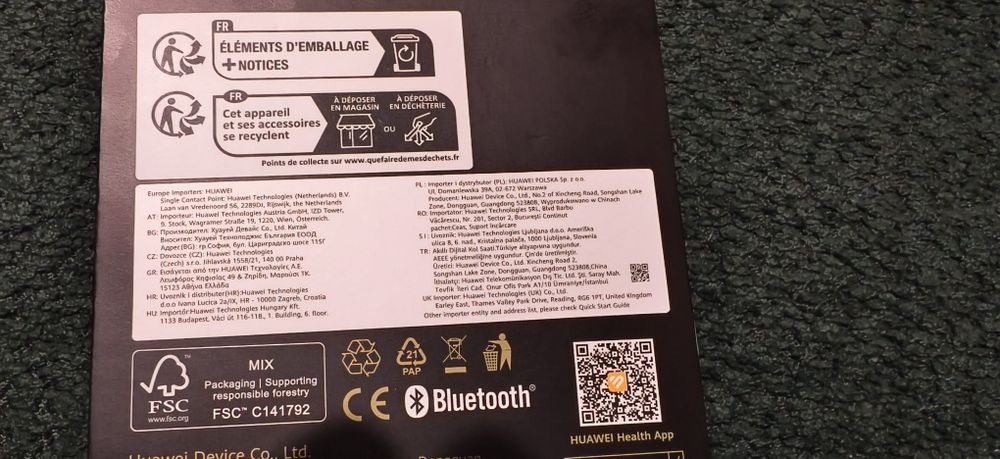 FR
ÉLÉMENTS D'EMBALLAGE
+ NOTICES
FR
Cet appareil
et ses accessoires
se recyclent
À DÉPOSER
EN MAGASIN
OU
À DÉPOSER
EN DÉCHÈTERIE
Points de collecte sur www.quefairedemesdechets.fr
Europe Importers: HUAWEI
Single Contact Point: Huawei Technologies (Netherlands) B.V.
Laan van Vredenoord 56, 2289DJ, Rijswijk, the Netherlands
AT: Importeur: Huawei Technologies Austria GmbH, IZD Tower,
9. Stock, Wagramer Straße 19, 1220, Wien, Österreich.
BG: Производител: Хуауей Девайс Co., Ltd. Китай
Вносител: Хуауей Технолоджис България ЕООД
Адрес(BG): гр.София, бул. Цариградско шосе 115Г
CZ: Dovozce (CZ): Huawei Technologies
(Czech) s.r.o. Jihlavská 1558/21, 140 00 Praha
GR: Εισάγεται από την HUAWEI Τεχνολογίες Α.Ε.
Λεωφόρος Κηφισίας 49 & Ζηρίδη, Μαρούσι ΤΚ.
15123 Αθήνα Ελλάδα
HR: Uvoznik i distributer(HR):Huawei Technologies
d.o.o Ivana Lucica 2a/IX, HR - 10000 Zagreb, Croatia
HU: Importőr:Huawei Technologies Hungary Kft.
1133 Budapest, Váci út 116-118., 1. Building, 6. floor.
PL : Importer i dystrybutor (PL): HUAWEI POLSKA Sp. z o.o.
Ul. Domaniewska 39A, 02-672 Warszawa
Producent: Huawei Device Co., Ltd., No.2 of Xincheng Road, Songshan Lake
Zone, Dongguan, Guangdong 523808, Wyprodukowano w Chinach
RO: Importator: Huawei Technologies SRL, Blvd Barbu
Văcărescu, Nr. 201, Sector 2, București Conținut
pachet:Ceas, Suport încărcare
SI : Uvoznik: Huawei Technologies Ljubljana d.o.o. Ameriška
ulica 8, 6. nad., Kristalna palača, 1000 Ljubljana, Slovenia
TR: Akıllı Dijital Kol Saati.Türkiye altyapısına uygundur.
AEEE yönetmeliğine uygundur. Çin'de üretilmiştir.
Üretici: Huawei Device Co., Ltd. Xincheng Road 2,
Songshan Lake Zone, Dongguan, Guangdong 523808,China
İthalatçı: Huawei Telekomünikasyon Dış Tic. Ltd. Şti, Saray Mah.
Tevfik İleri Cad. Onur Ofis Park A1/10 Ümraniye/İstanbul
UK Importer: Huawei Technologies (UK) Co., Ltd.
Earley East, Thames Valley Park Drive, Reading, RG6 1PT, United Kingdom
Other importer entity and address list, please check Quick Start Guide
FSC
www.fsc.org
MIX
Packaging | Supporting
responsible forestry
FSC™ C141792
21
PAP
CE
Bluetooth®
HUAWEI Health App
Huawei Device Co., Ltd.
Dongguan